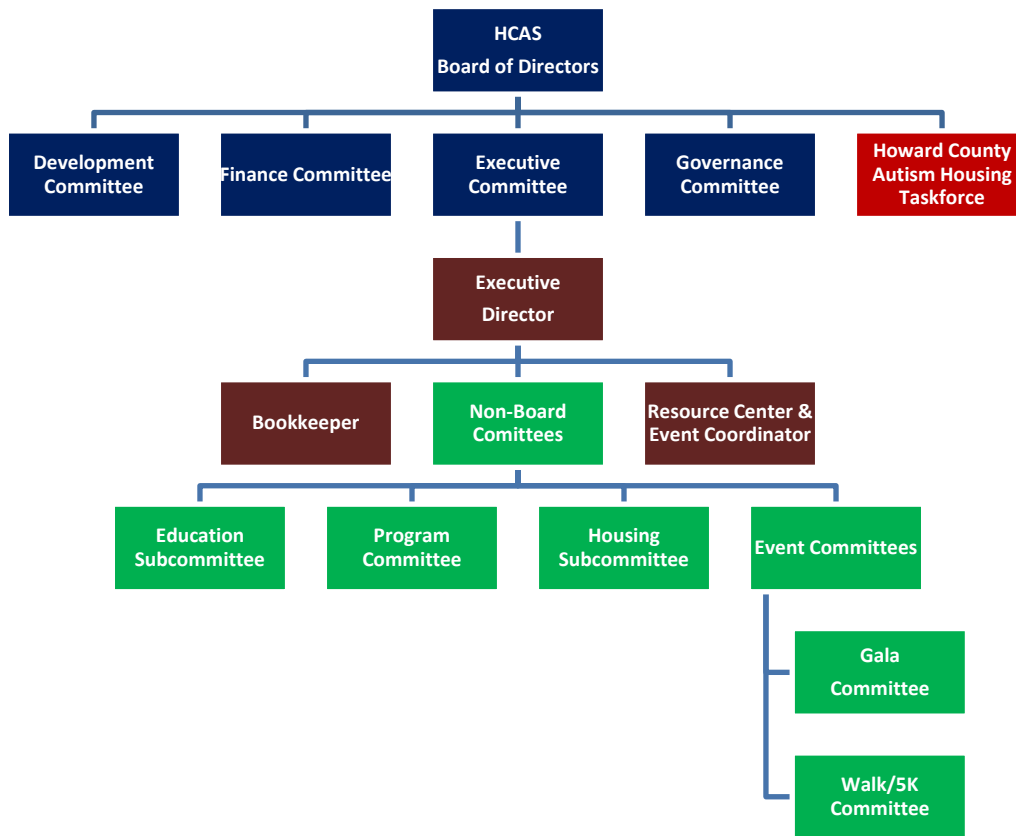 HCAS
Board of Directors
Development
Committee
Finance Committee
Executive
Committee
Governance
Committee
Howard County
Autism Housing
Taskforce
Executive
Director
Bookkeeper
Non-Board
Comittees
Resource Center &
Event Coordinator
Education
Subcommittee
Program
Committee
Housing
Subcommittee
Event Committees
Gala
Committee
Walk/5K
Committee